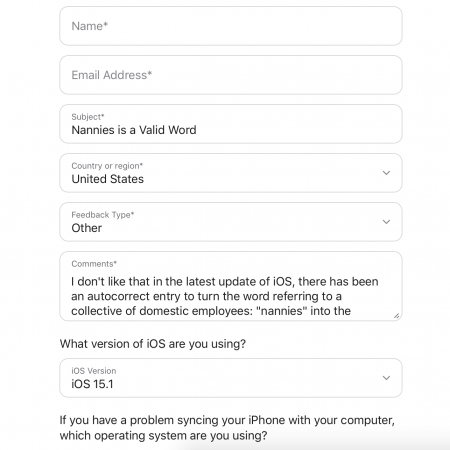 Name*
Email Address*
Subject*
Nannies is a Valid Word
Country or region*
United States
Feedback Type*
Other
Comments*
I don't like that in the latest update of iOS, there has been
an autocorrect entry to turn the word referring to a
collective of domestic employees: "nannies" into the
What version of iOS are you using?
iOS Version
iOS 15.1
If you have a problem syncing your iPhone with your computer,
which operating system are you using?